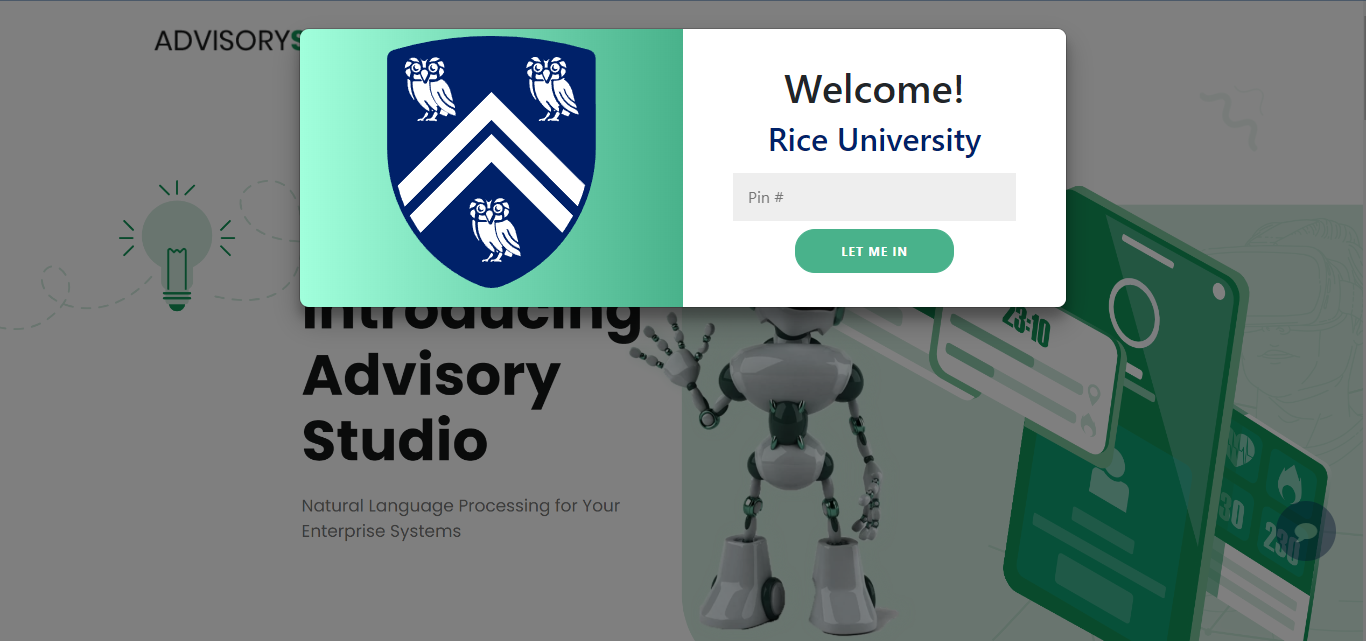 ADVISORYS
Welcome!
Rice University
Pin #
LET ME IN
Introducing
Advisory
Studio
Natural Language Processing for Your
Enterprise Systems
23:10
30
230